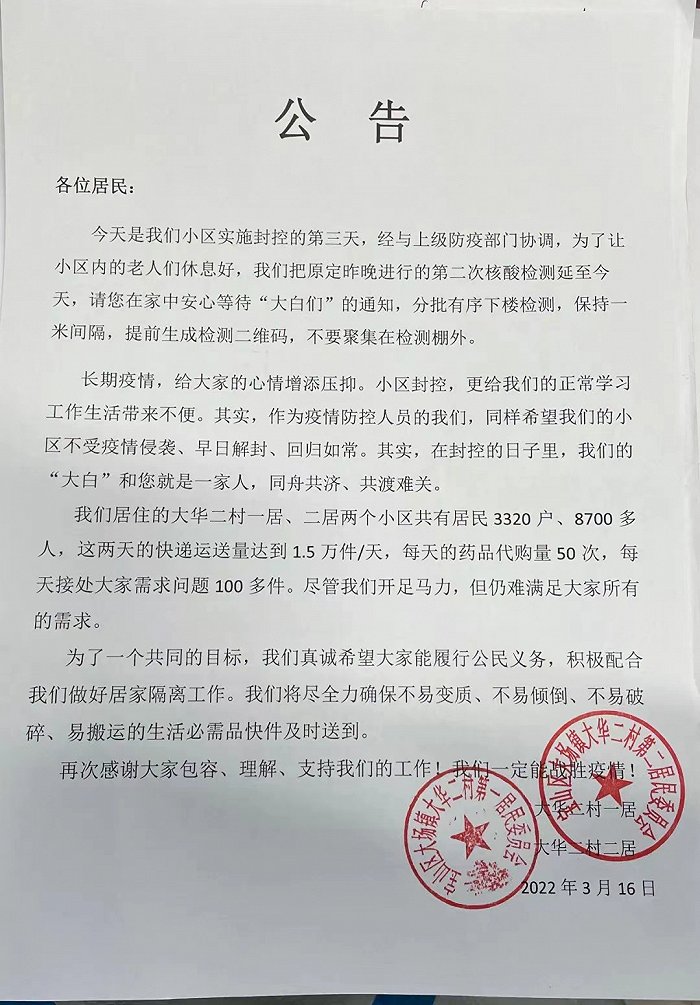 公 告
各位居民：
今天是我们小区实施封控的第三天，经与上级防疫部门协调，为了让
小区内的老人们休息好，我们把原定昨晚进行的第二次核酸检测延至今
天，请您在家中安心等待“大白们”的通知，分批有序下楼检测，保持一
米间隔，提前生成检测二维码，不要聚集在检测棚外。
长期疫情，给大家的心情增添压抑。小区封控，更给我们的正常学习
工作生活带来不便。其实，作为疫情防控人员的我们，同样希望我们的小
区不受疫情侵袭、早日解封、回归如常。其实，在封控的日子里，我们的
“大白”和您就是一家人，同舟共济、共渡难关。
我们居住的大华二村一居、二居两个小区共有居民 3320 户、8700 多
人，这两天的快递运送量达到 1.5 万件/天，每天的药品代购量 50 次，每
天接处大家需求问题 100 多件。尽管我们开足马力，但仍难满足大家所有
的需求。
为了一个共同的目标，我们真诚希望大家能履行公民义务，积极配合
我们做好居家隔离工作。我们将尽全力确保不易变质、不易倾倒、不易破
碎、易搬运的生活必需品快件及时送到。
再次感谢大家包容、理解、支持我们的工作！我们一定能战胜疫情！
大华二村一居
大华二村二居
2022 年 3 月 16 日
宝山区大场镇大华二村第一居民委员会
宝山区大场镇大华二村第二居民委员会